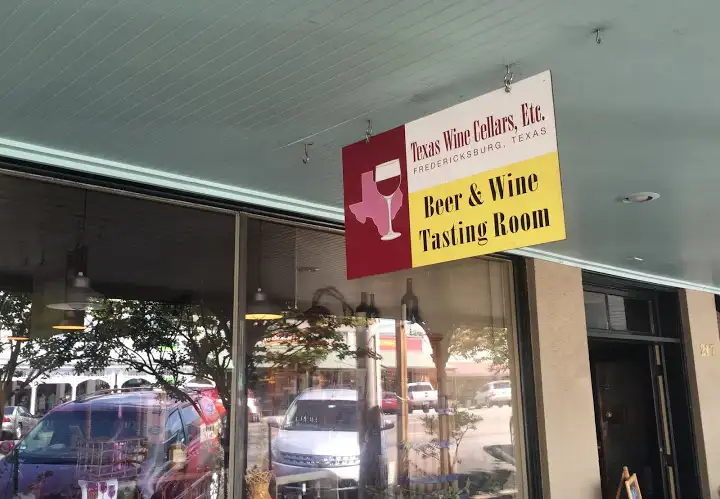 Texas Wine Cellars, Etc.
FREDERICKSBURG, TEXAS
Beer & Wine
Tasting Room